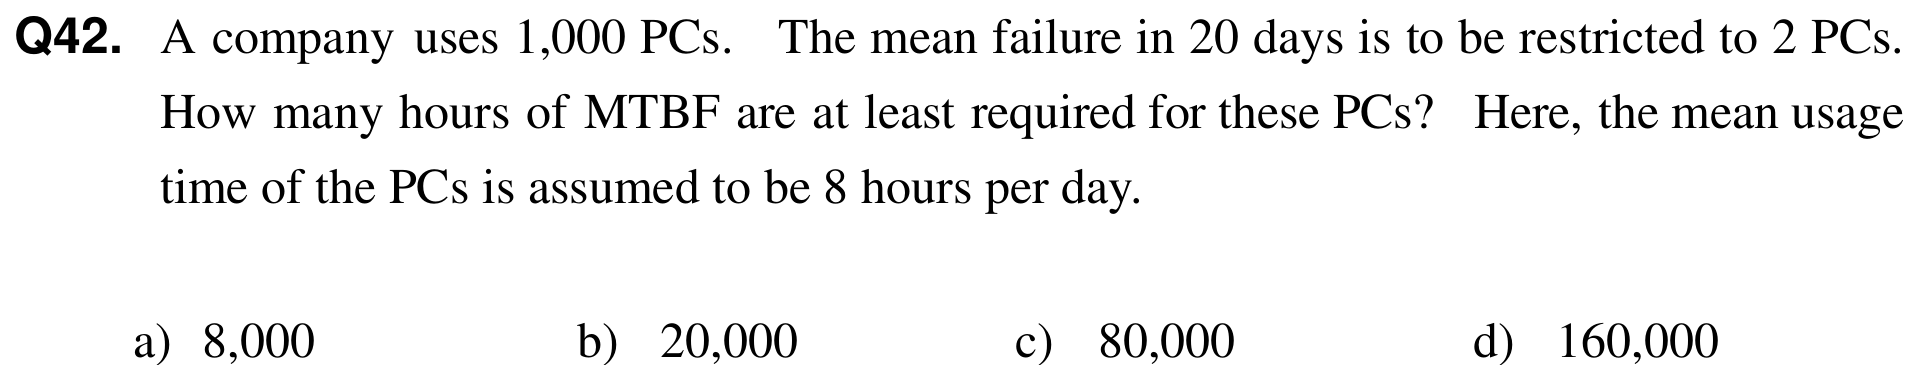 Q42. A company uses 1,000 PCs. The mean failure in 20 days is to be restricted to 2 PCs.
How many hours of MTBF are at least required for these PCs? Here, the mean usage
time of the PCs is assumed to be 8 hours per day.
a) 8,000 b) 20,000 c) 80,000 d) 160,000